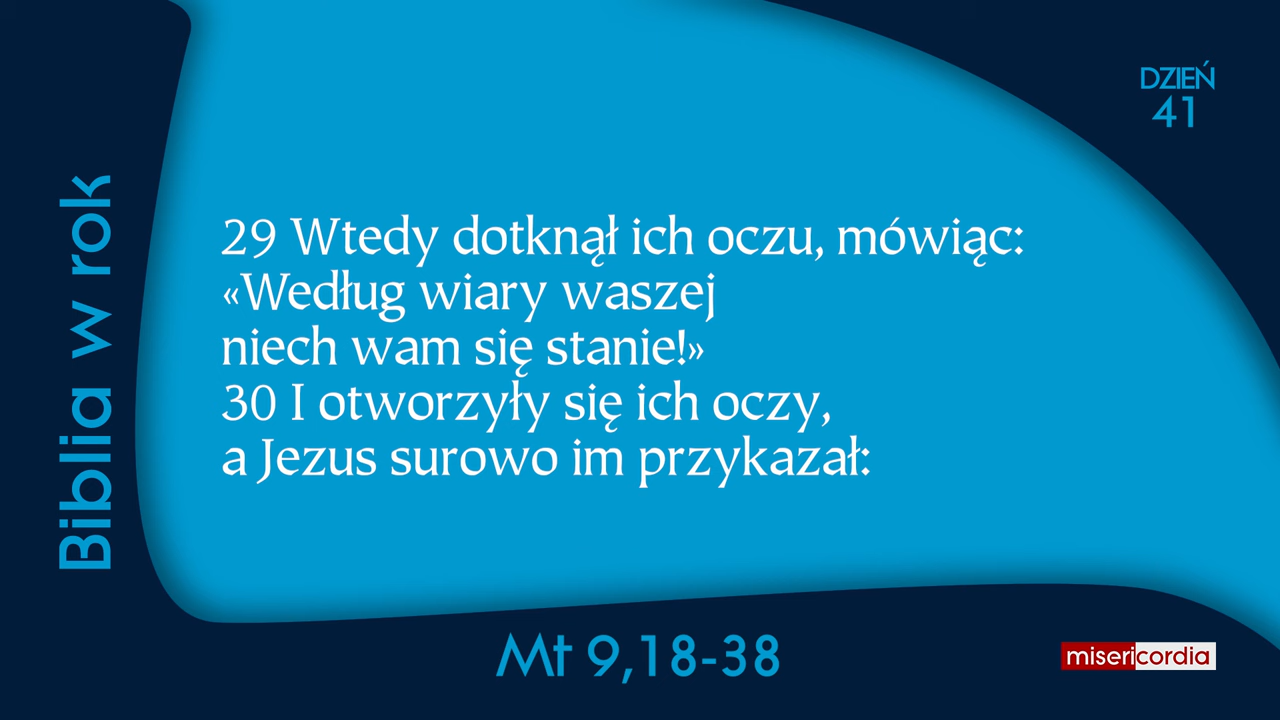 DZIEŃ
41
Biblia w rok
29 Wtedy dotknął ich oczu, mówiąc:
«Według wiary waszej
niech wam się stanie!»
30 I otworzyły się ich oczy,
a Jezus surowo im przykazał:
Mt 9,18-38
misericordia